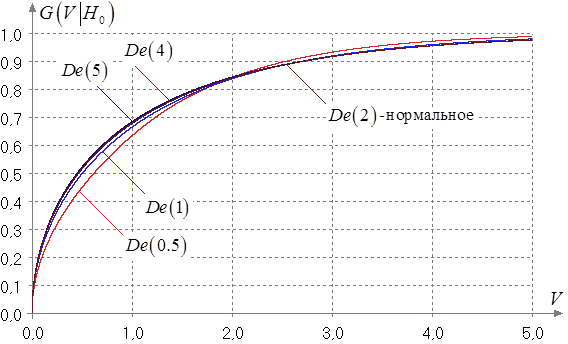 G(V|H₀)
1,0
0,9
0,8
0,7
0,6
0,5
0,4
0,3
0,2
0,1
0,0
De(5)
De(4)
De(2)-нормальное
De(1)
De(0.5)
V
0,0 1,0 2,0 3,0 4,0 5,0